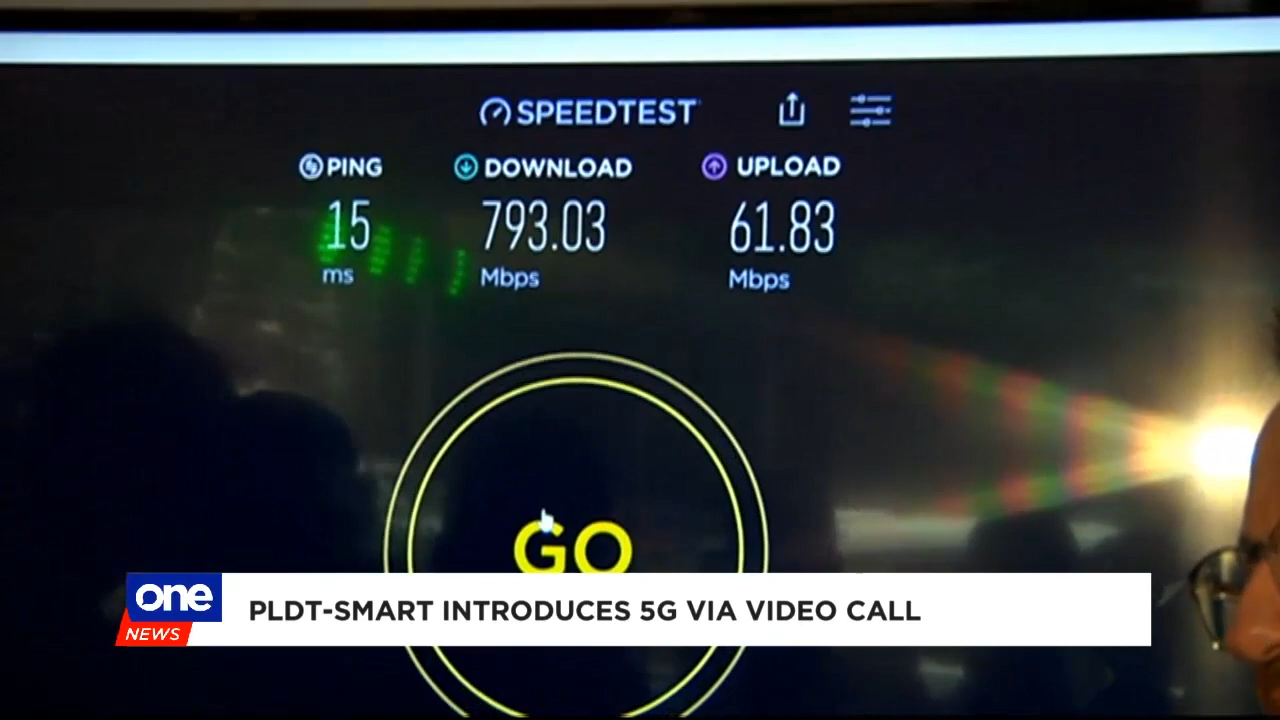 SPEEDTEST
PING DOWNLOAD UPLOAD
15 793.03 61.83
ms Mbps Mbps
GO
one
NEWS
PLDT-SMART INTRODUCES 5G VIA VIDEO CALL